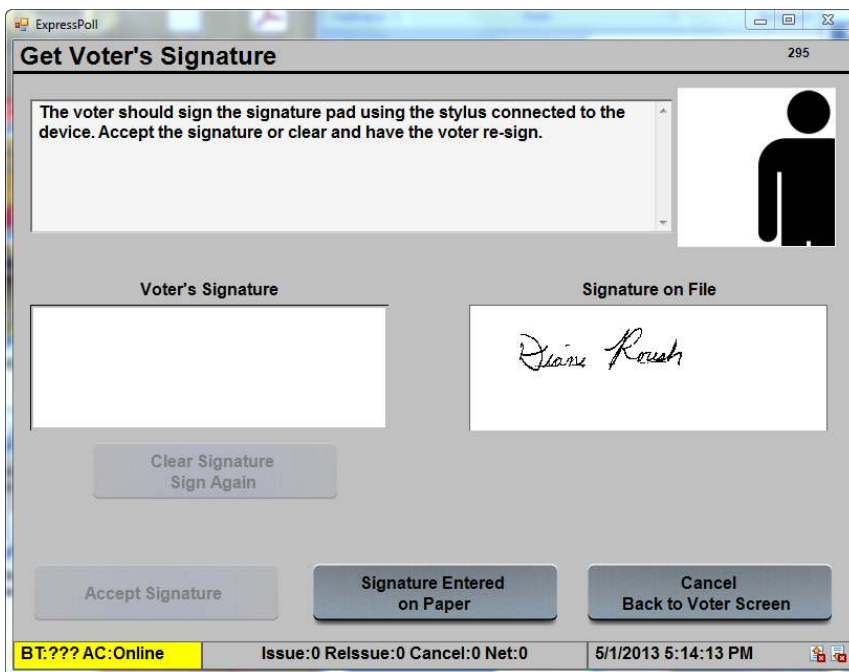 ExpressPoll
Get Voter's Signature
295
The voter should sign the signature pad using the stylus connected to the
device. Accept the signature or clear and have the voter re-sign.
Voter's Signature
Signature on File
Diane Roush
Clear Signature
Sign Again
Accept Signature
Signature Entered
on Paper
Cancel
Back to Voter Screen
BT:??? AC:Online
Issue:0 ReIssue:0 Cancel:0 Net:0
5/1/2013 5:14:13 PM